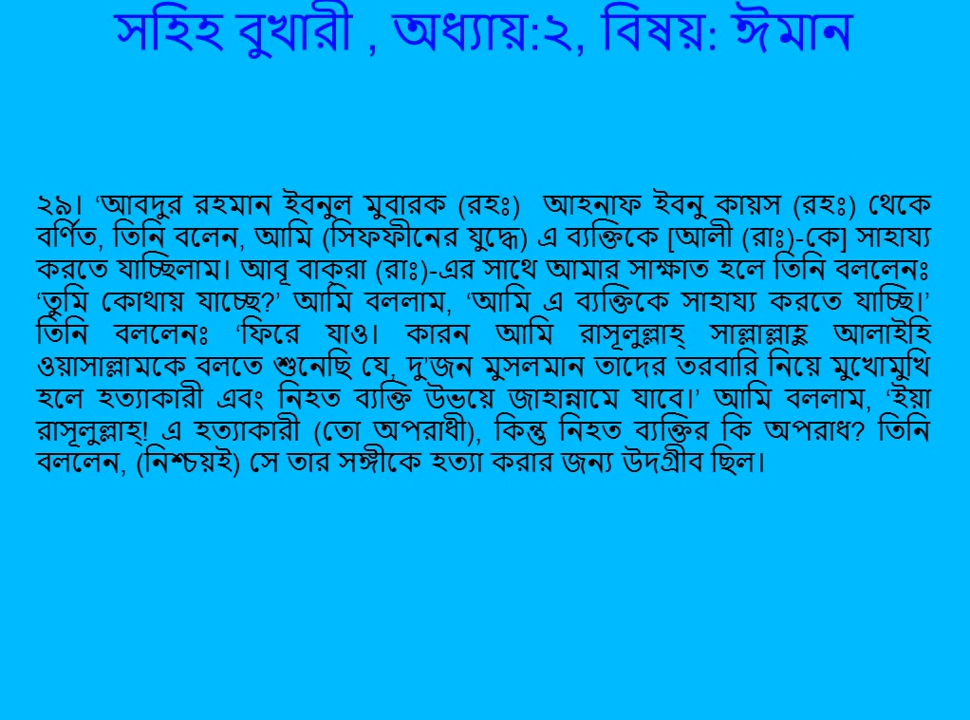 সহিহ বুখারী , অধ্যায়:২, বিষয়: ঈমান
২৯। ‘আবদুর রহমান ইবনুল মুবারক (রহঃ) আহনাফ ইবনু কায়স (রহঃ) থেকে
বর্ণিত, তিনি বলেন, আমি (সিফফীনের যুদ্ধে) এ ব্যক্তিকে [আলী (রাঃ)-কে] সাহায্য
করতে যাচ্ছিলাম। আবূ বাক্‌রা (রাঃ)-এর সাথে আমার সাক্ষাত হলে তিনি বললেনঃ
‘তুমি কোথায় যাচ্ছে?’ আমি বললাম, ‘আমি এ ব্যক্তিকে সাহায্য করতে যাচ্ছি।’
তিনি বললেনঃ ‘ফিরে যাও। কারন আমি রাসূলুল্লাহ্ সাল্লাল্লাহু আলাইহি
ওয়াসাল্লামকে বলতে শুনেছি যে, দু’জন মুসলমান তাদের তরবারি নিয়ে মুখোমুখি
হলে হত্যাকারী এবং নিহত ব্যক্তি উভয়ে জাহান্নামে যাবে।’ আমি বললাম, ‘ইয়া
রাসূলুল্লাহ্! এ হত্যাকারী (তো অপরাধী), কিন্তু নিহত ব্যক্তির কি অপরাধ? তিনি
বললেন, (নিশ্চয়ই) সে তার সঙ্গীকে হত্যা করার জন্য উদগ্রীব ছিল।